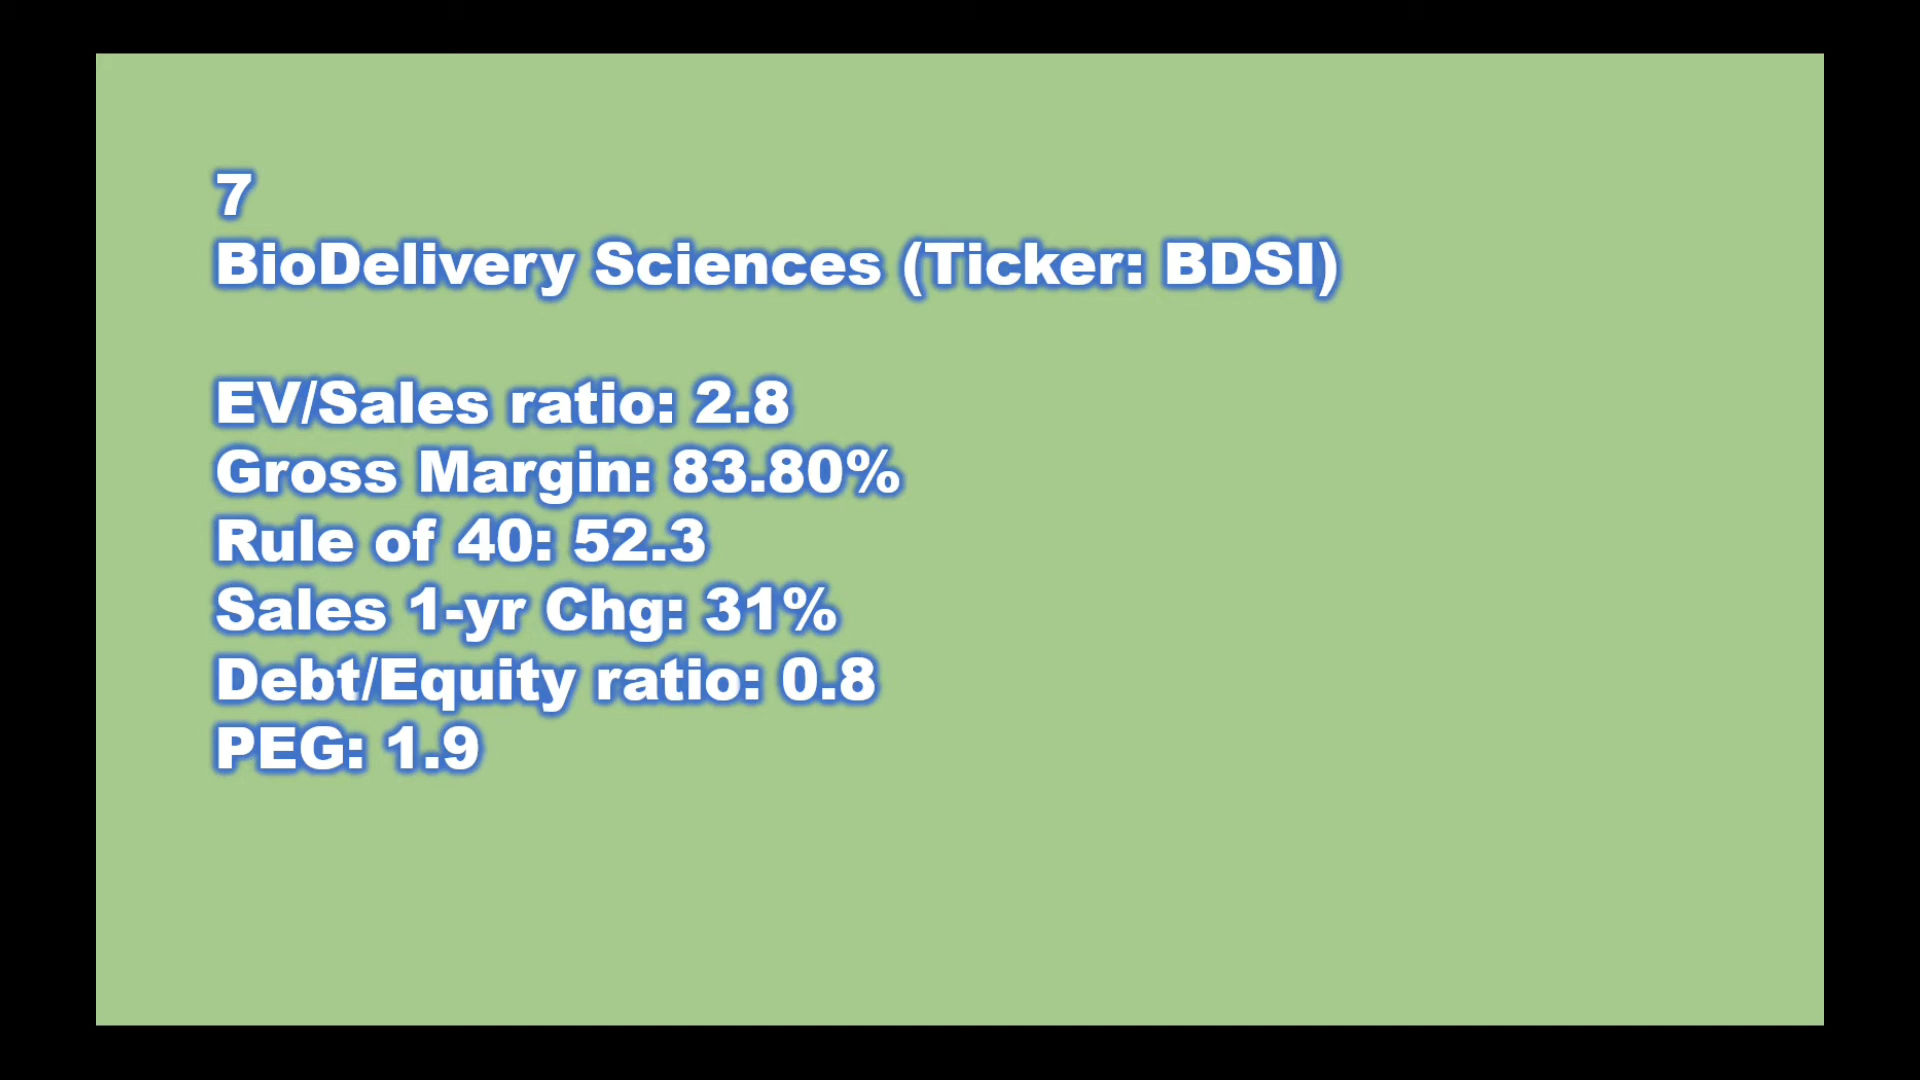 7
BioDelivery Sciences (Ticker: BDSI)
EV/Sales ratio: 2.8
Gross Margin: 83.80%
Rule of 40: 52.3
Sales 1-yr Chg: 31%
Debt/Equity ratio: 0.8
PEG: 1.9